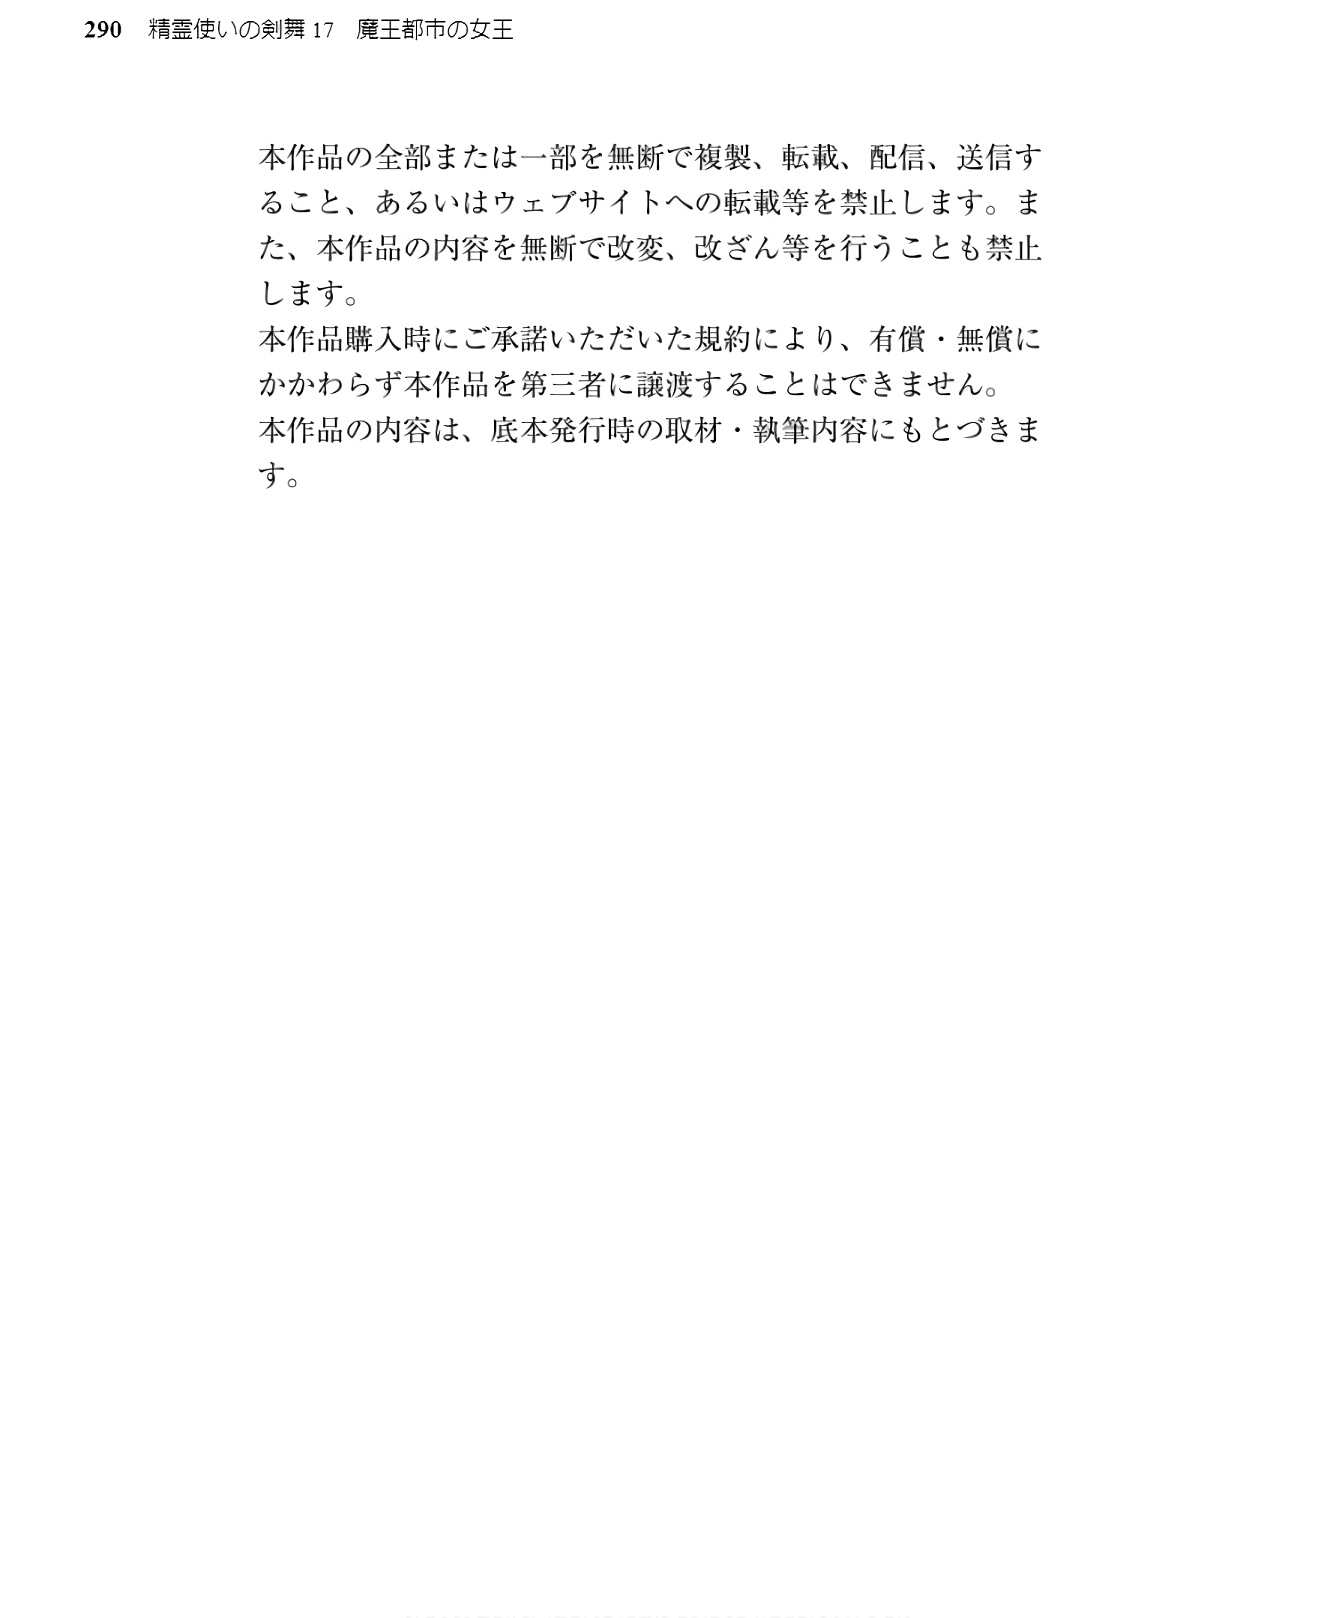 290 精霊使いの剣舞 17 魔王都市の女王
本作品の全部または一部を無断で複製、転載、配信、送信す
ること、あるいはウェブサイトへの転載等を禁止します。ま
た、本作品の内容を無断で改変、改ざん等を行うことも禁止
します。
本作品購入時にご承諾いただいた規約により、有償・無償に
かかわらず本作品を第三者に譲渡することはできません。
本作品の内容は、底本発行時の取材・執筆内容にもとづきま
す。